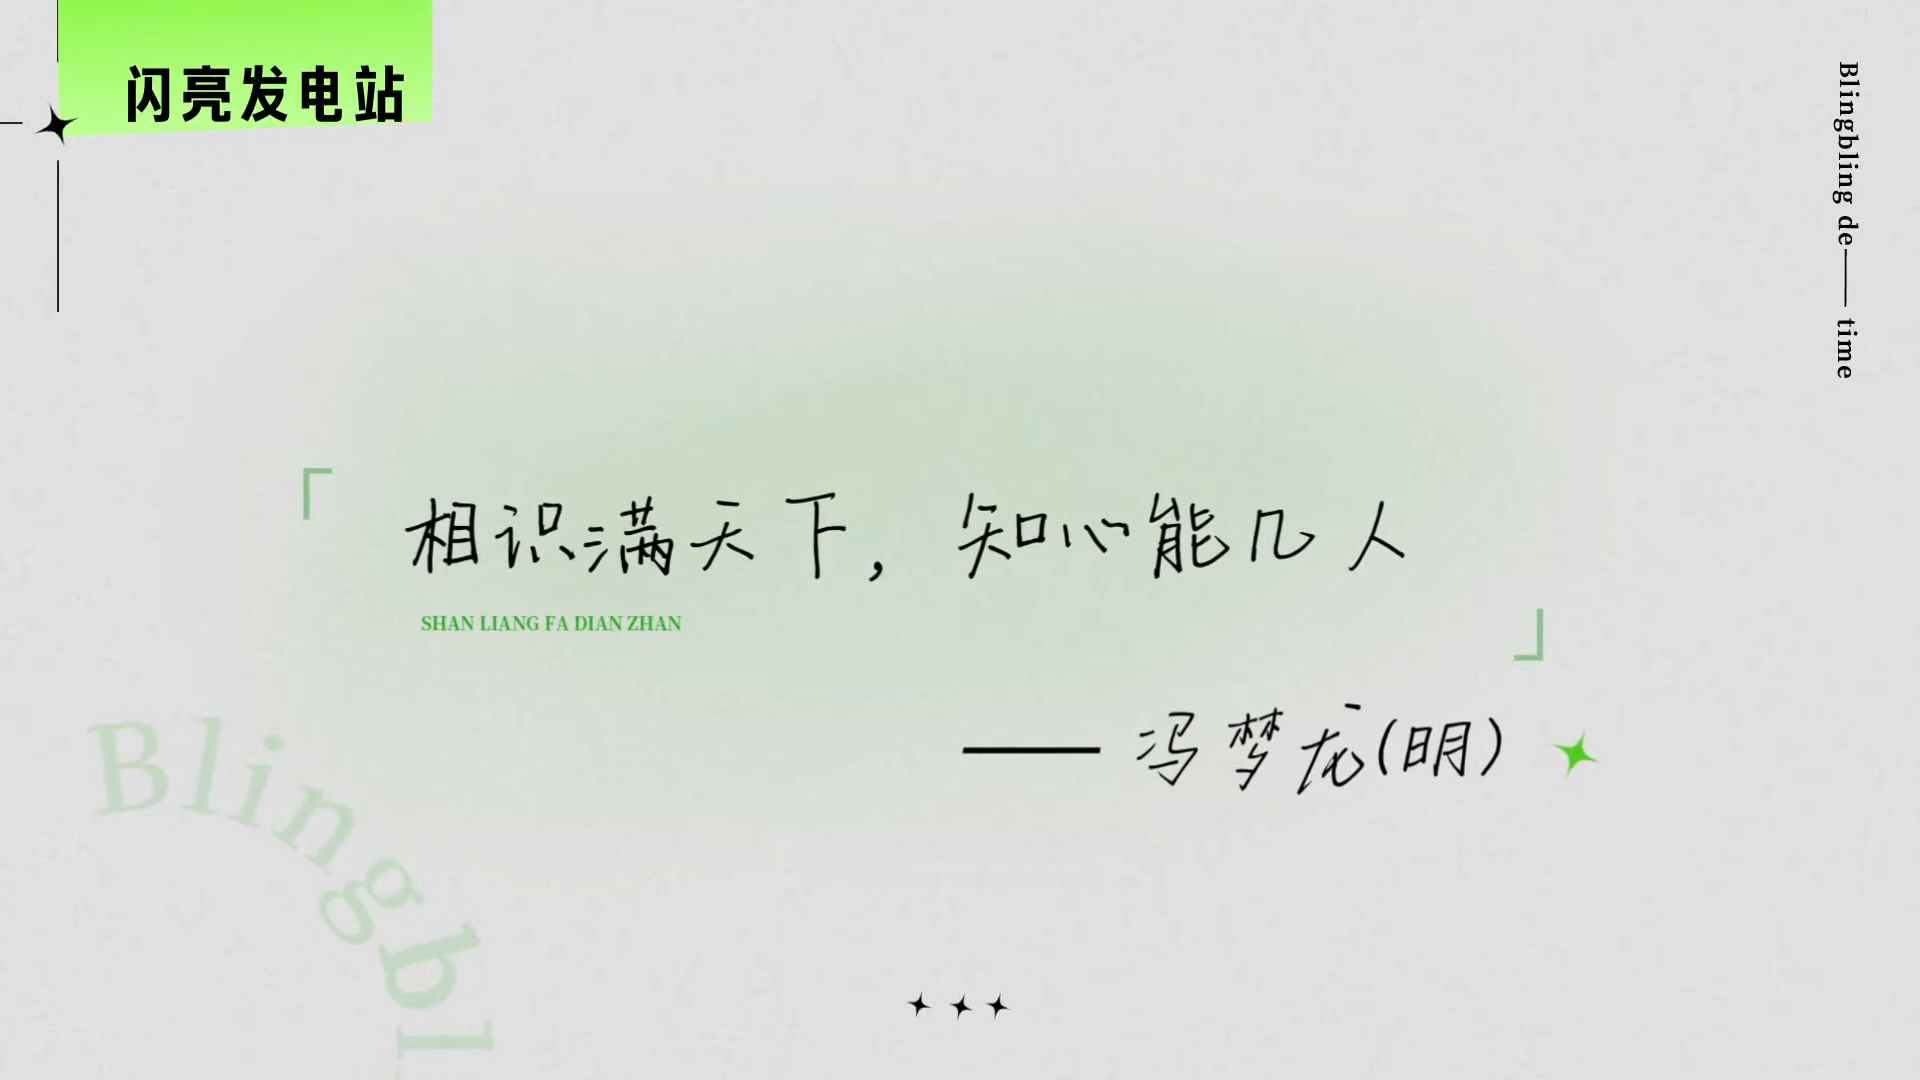 闪亮发电站
Blingbling de—— time
相识满天下，知心能几人
SHAN LIANG FA DIAN ZHAN
—— 冯梦龙(明)
Blingbl